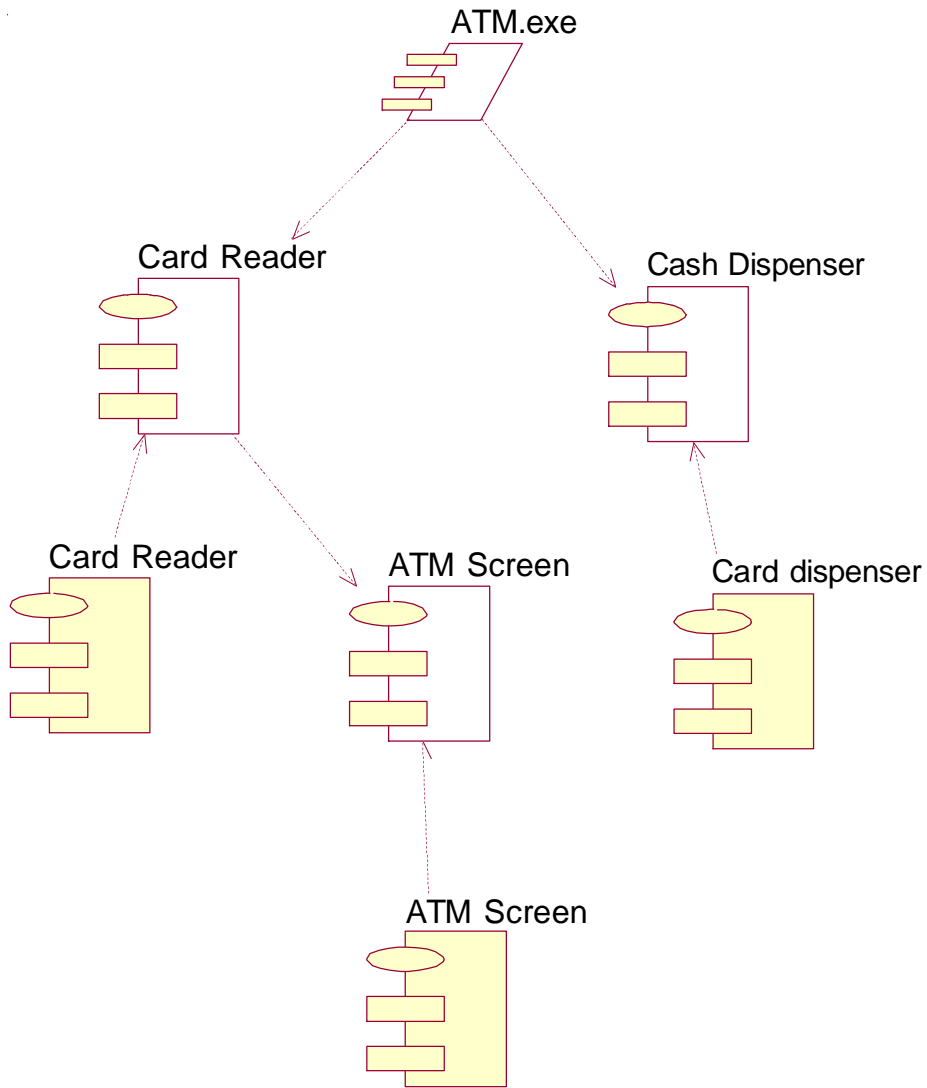 ATM.exe
Card Reader
Cash Dispenser
Card Reader
ATM Screen
Card dispenser
ATM Screen